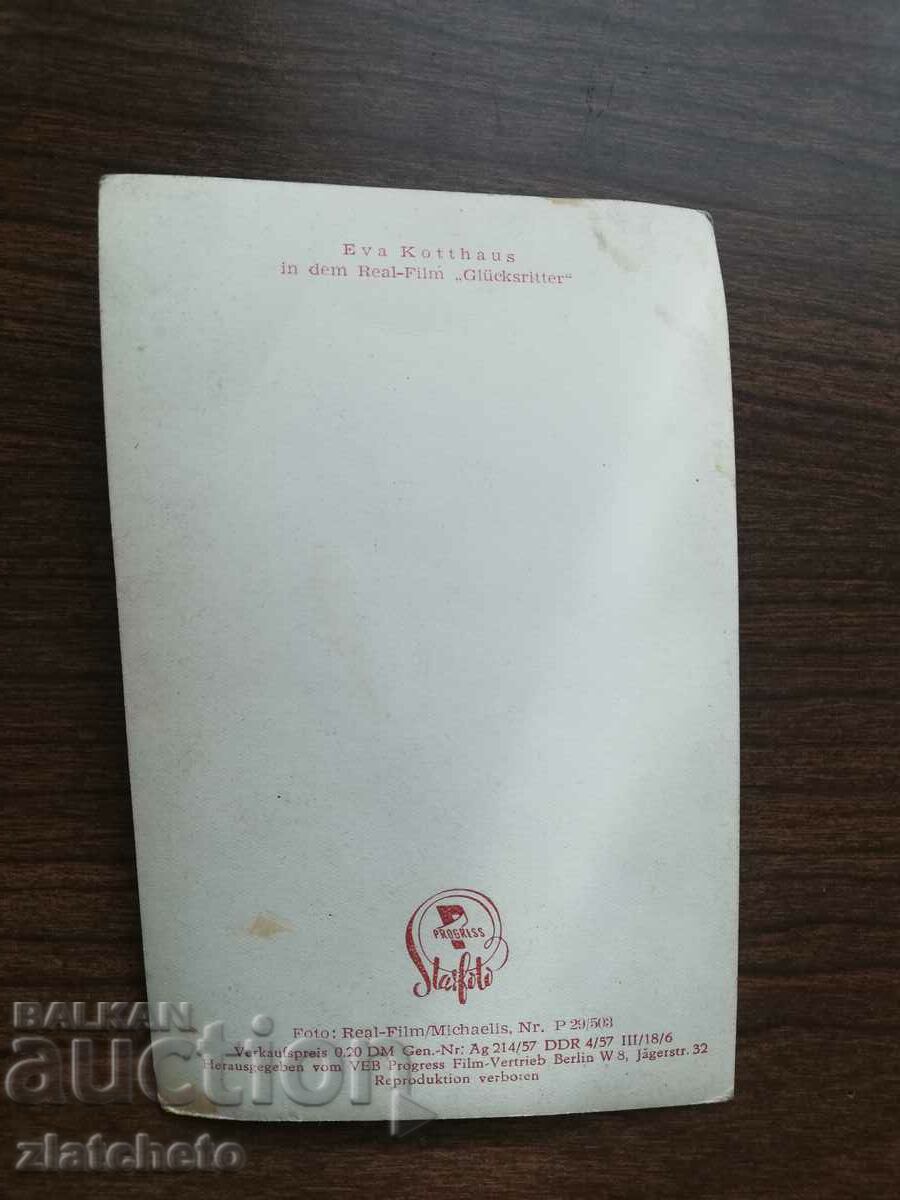 Eva Kotthaus
in dem Real-Film „Glücksritter“
PROGRESS
Starfoto
Foto: Real-Film/Michaelis, Nr. P 29/503
Verkaufspreis 0.20 DM Gen.-Nr: Ag 214/57 DDR 4/57 III/18/6
Herausgegeben vom VEB Progress Film-Vertrieb Berlin W 8, Jägerstr. 32
Reproduktion verboten
BALKAN
auction
zlatcheto